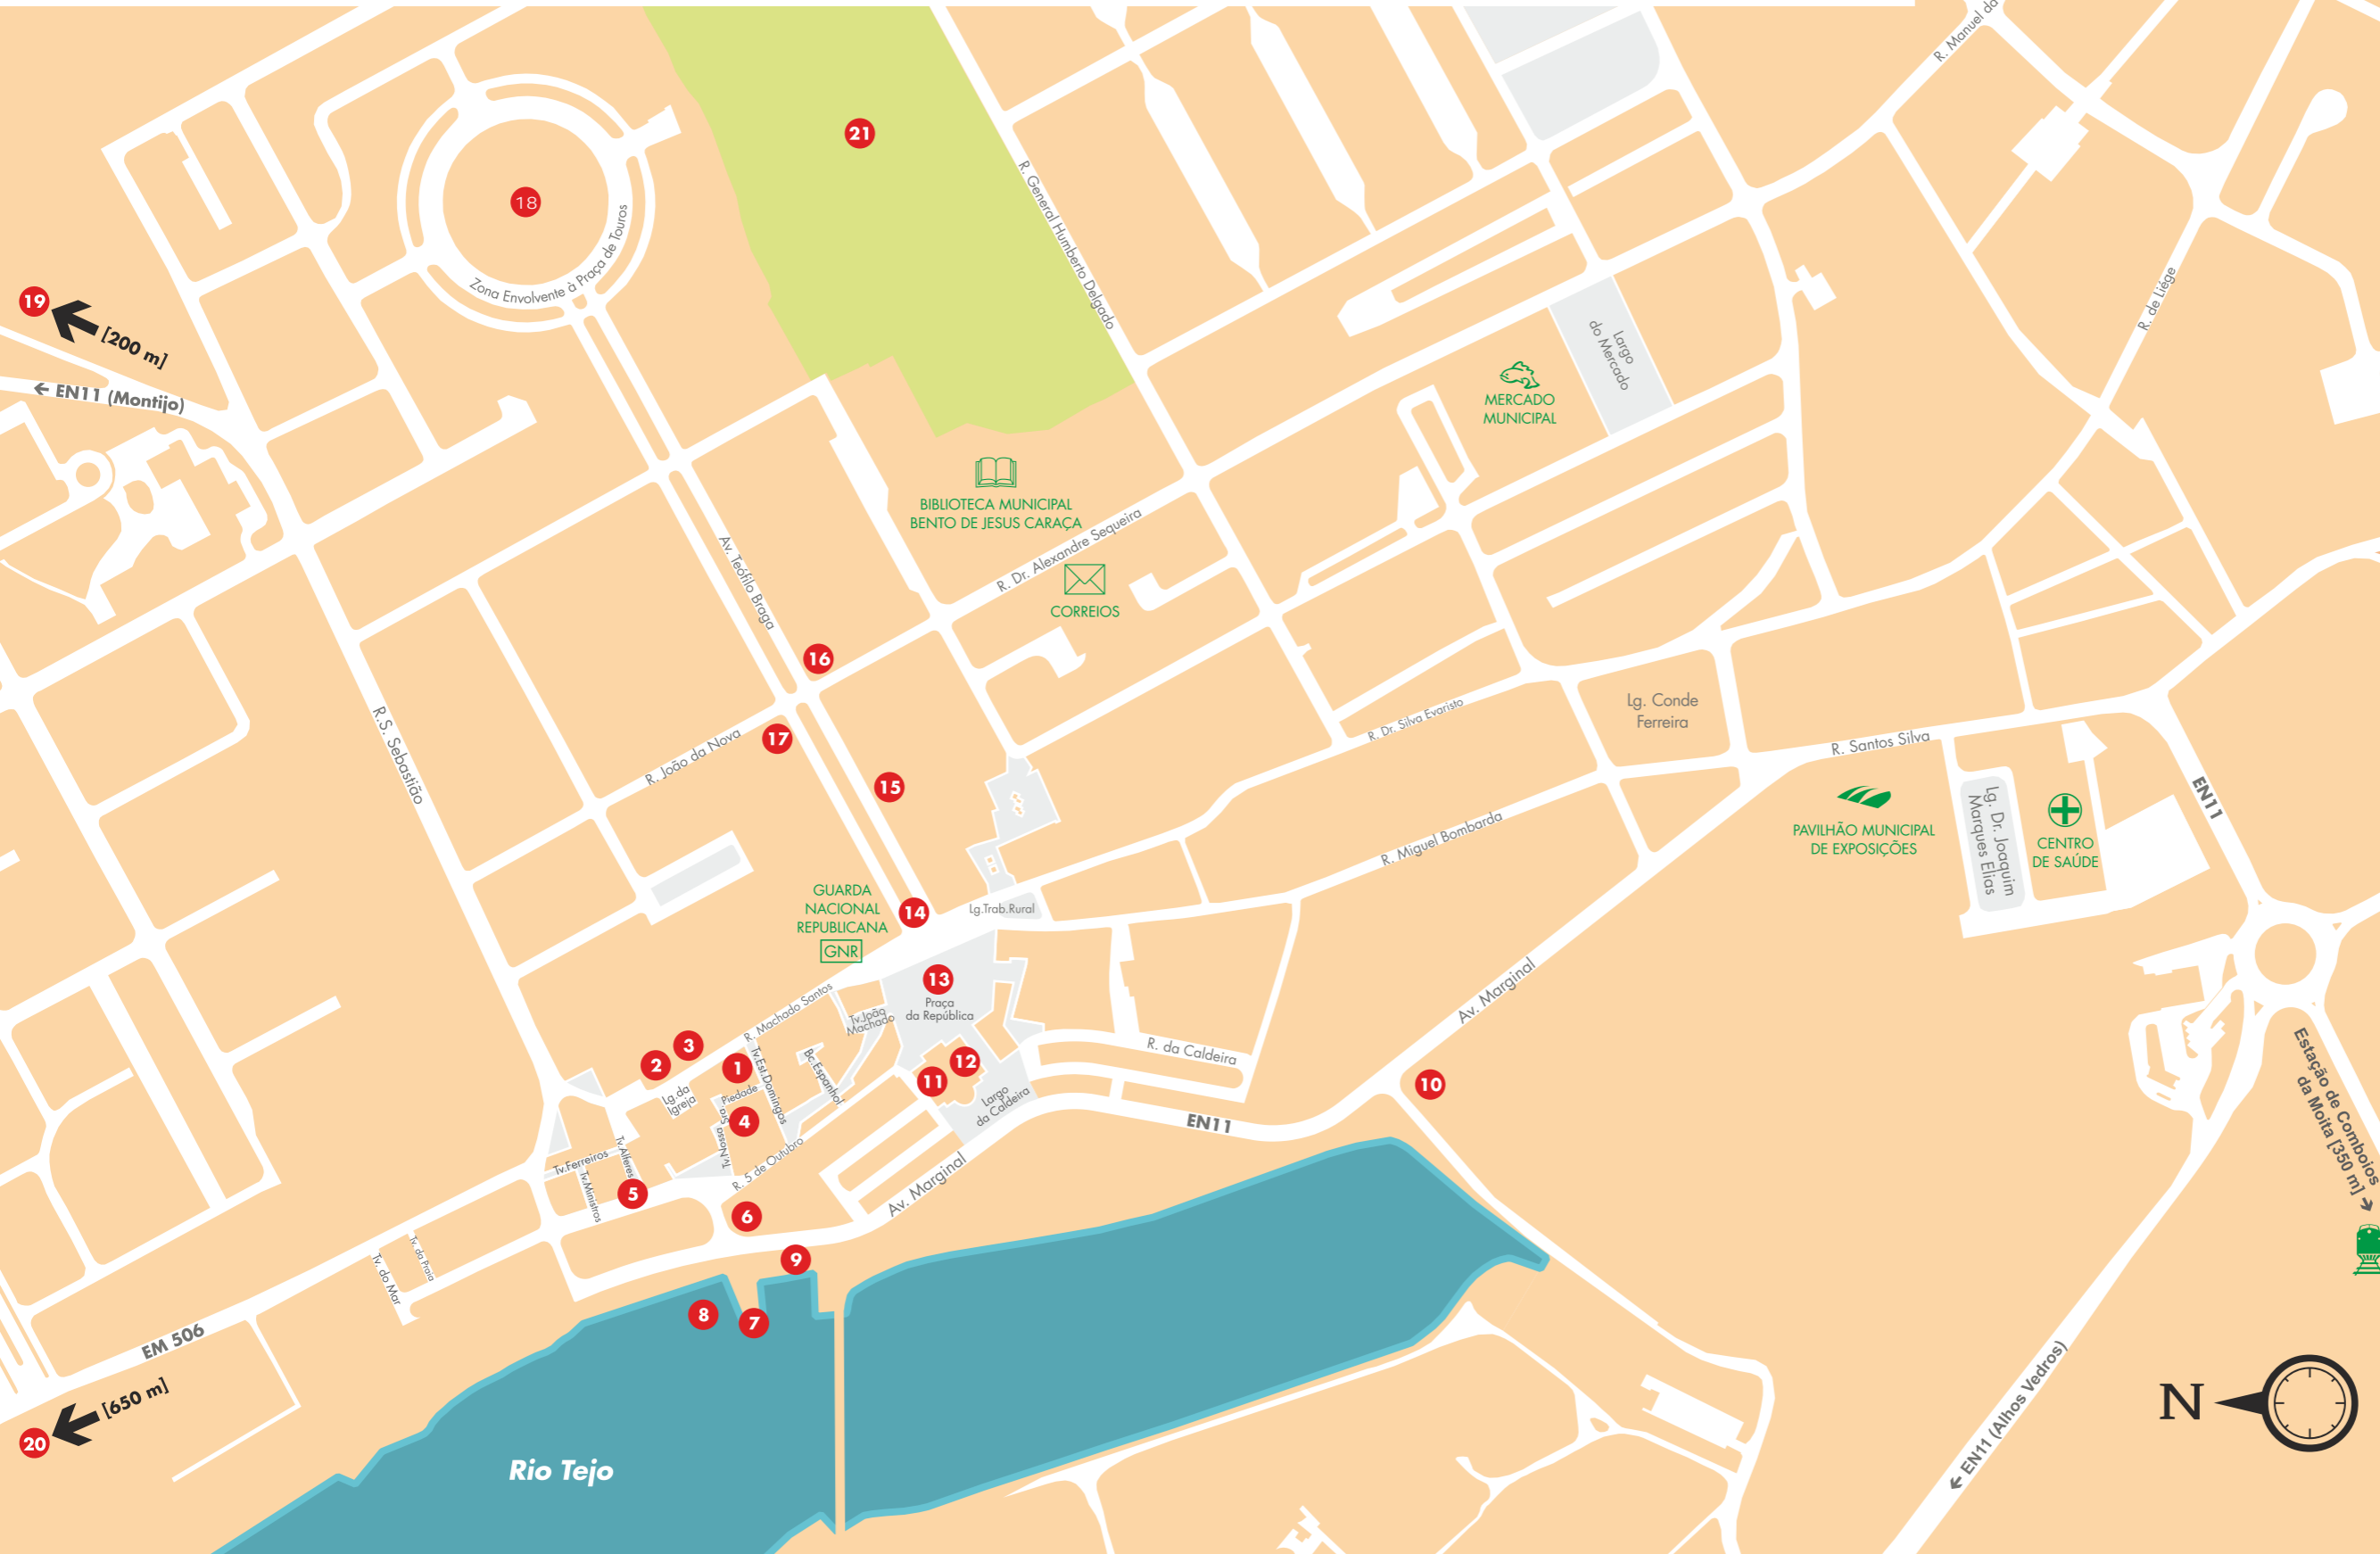 R. Manuel da
21
R. General Humberto Delgado
18
Zona Envolvente à Praça de Touros
19
[200 m]
← EN11 (Montijo)
R. de Liége
Largo
do Mercado
MERCADO
MUNICIPAL
BIBLIOTECA MUNICIPAL
BENTO DE JESUS CARAÇA
R. Dr. Alexandre Sequeira
CORREIOS
Av. Teófilo Braga
16
17
R. João da Nova
15
R.S. Sebastião
R. Dr. Silva Evaristo
Lg. Conde
Ferreira
R. Santos Silva
R. Miguel Bombarda
PAVILHÃO MUNICIPAL
DE EXPOSIÇÕES
Lg. Dr. Joaquim
Marques Elias
CENTRO
DE SAÚDE
EN11
GUARDA
NACIONAL
REPUBLICANA
GNR
14
Lg.Trab.Rural
13
Praça
da República
R. Machado Santos
Tv.João
Machado
Av. Marginal
R. da Caldeira
2
3
1
Tv.Est.Domingos
Bc.Espanhol
12
11
Largo
da Caldeira
10
EN11
Lg.da
Igreja
Piedade
4
Tv.Nossa Sra
R. 5 de Outubro
Tv.Ferreiros
Tv.Alferes
Tv.Ministros
5
6
Av. Marginal
9
8
7
Tv. da Praia
Tv. do Mar
EM 506
[650 m]
20
Rio Tejo
Estação de Comboios
da Moita [350 m] →
← EN11 (Alhos Vedros)
N